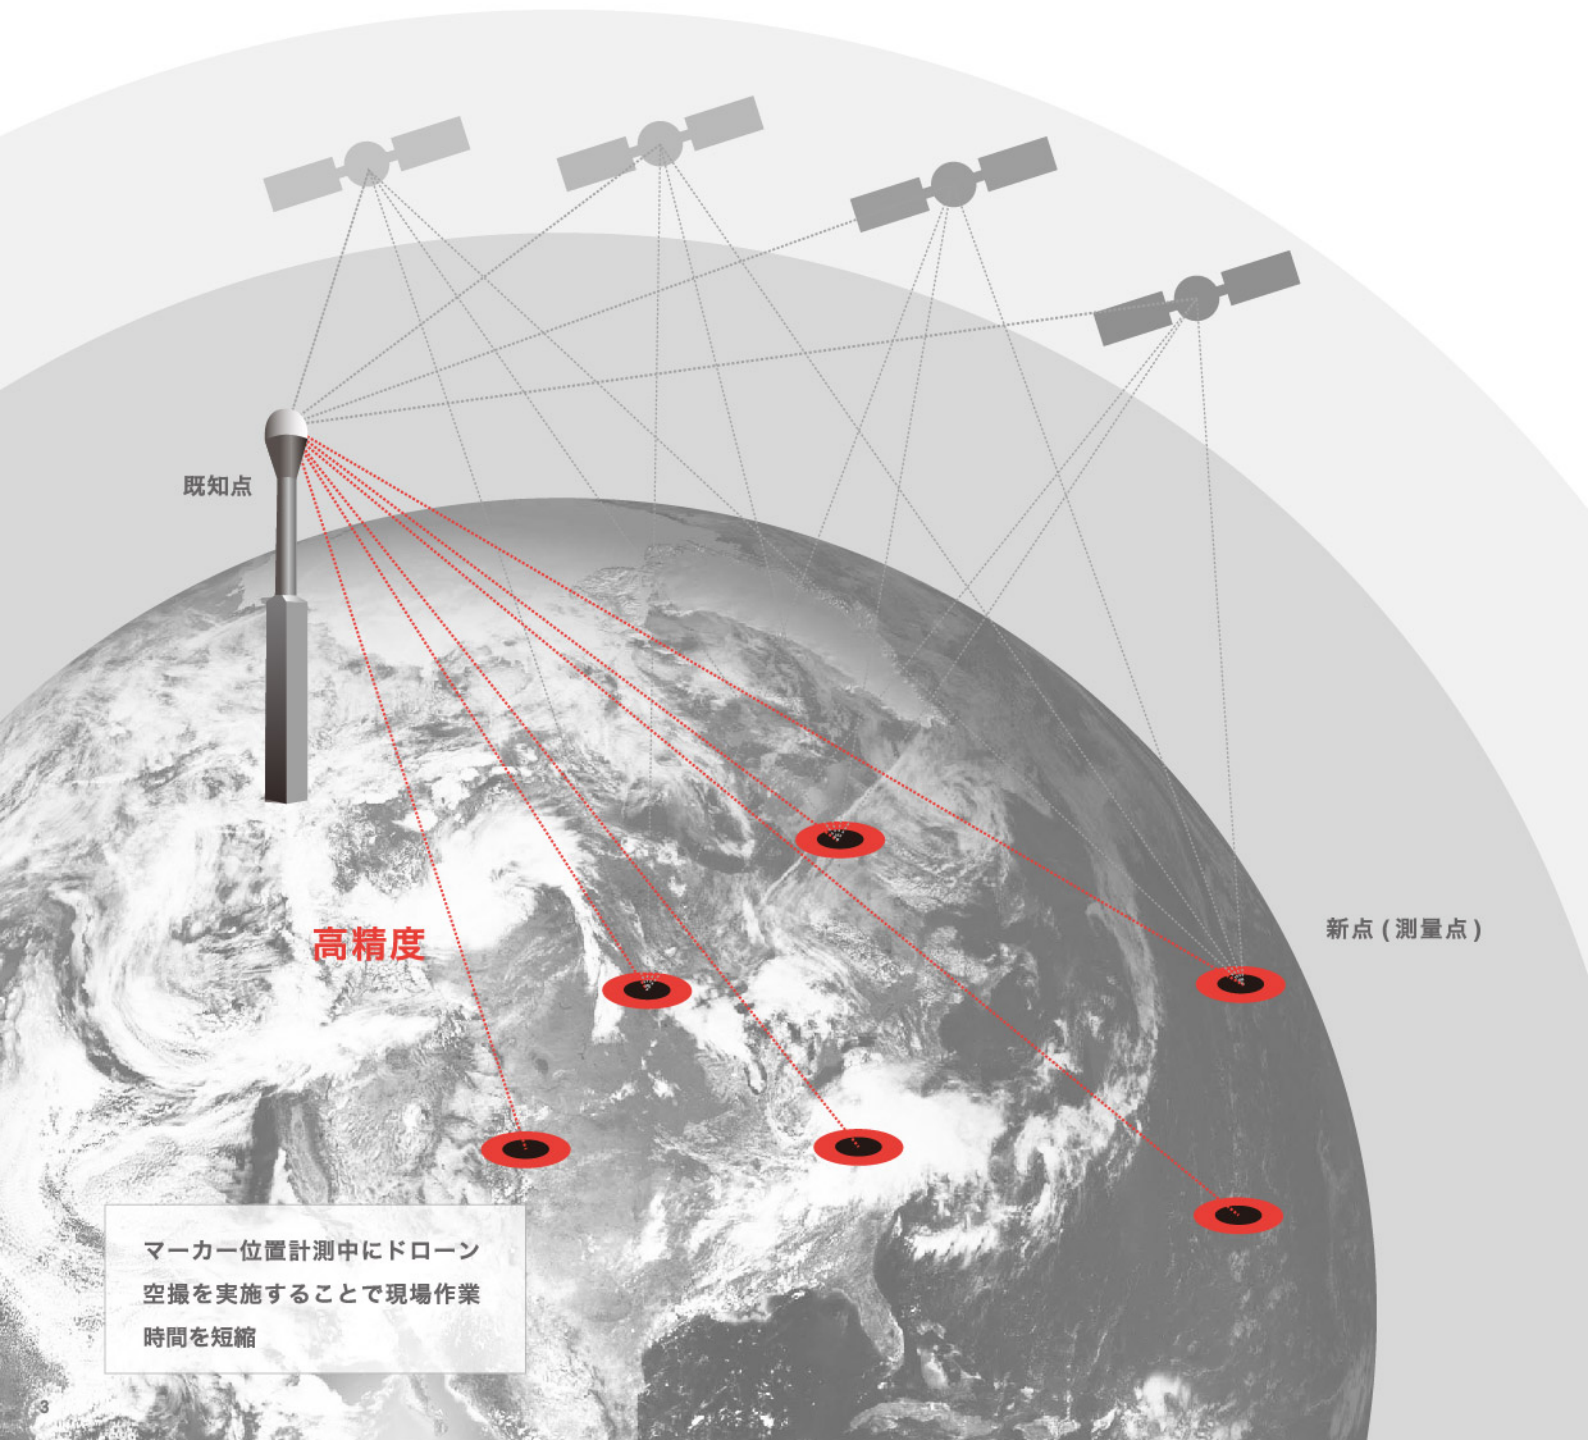 既知点
高精度
新点(測量点)
マーカー位置計測中にドローン
空撮を実施することで現場作業
時間を短縮
3